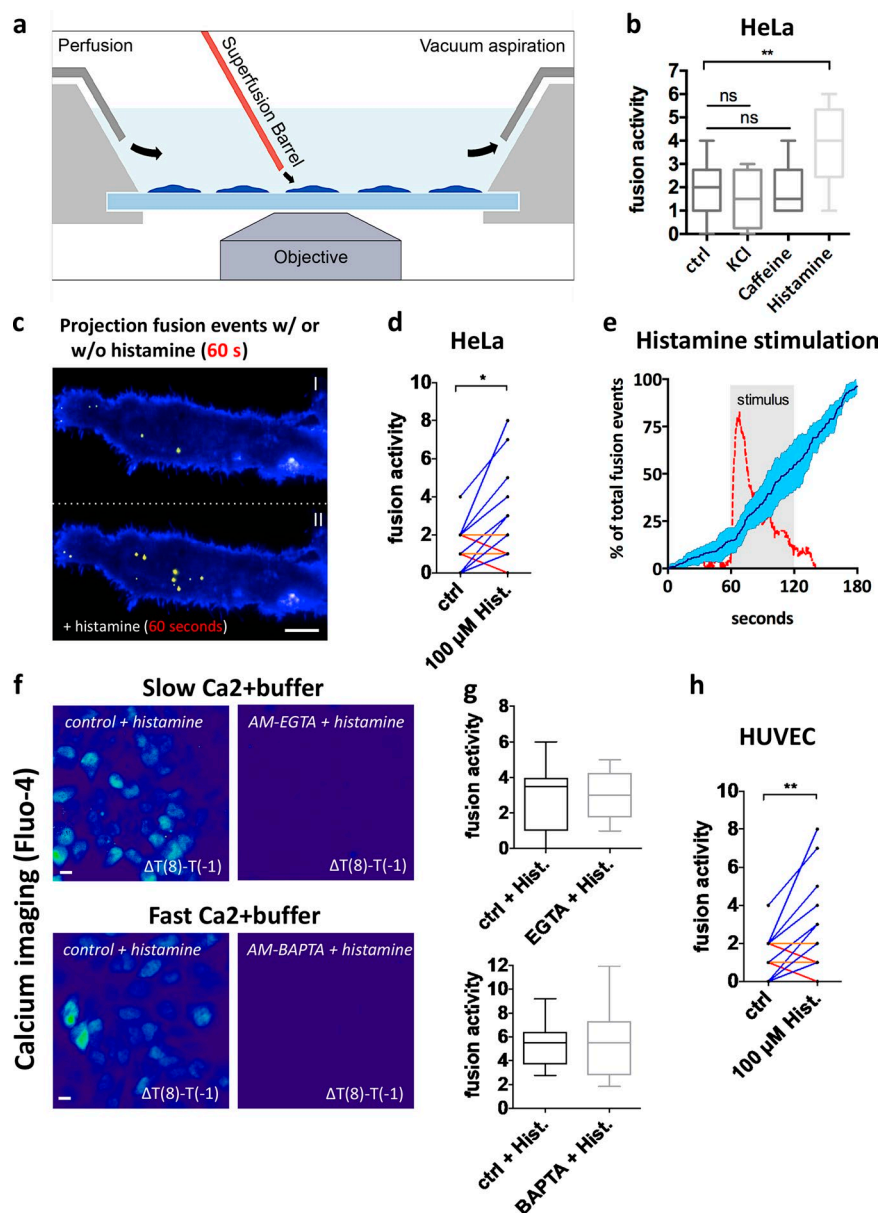 a
Perfusion
Superfusion Barrel
Vacuum aspiration
Objective
b
HeLa
**
ns
ns
fusion activity
7
6
5
4
3
2
1
0
ctrl
KCl
Caffeine
Histamine
c
Projection fusion events w/ or
w/o histamine (60 s)
I
II
+ histamine (60 seconds)
d
HeLa
*
fusion activity
10
8
6
4
2
0
ctrl
100 µM Hist.
e
Histamine stimulation
% of total fusion events
100
75
50
25
0
stimulus
0
60
120
180
seconds
f
Calcium imaging (Fluo-4)
Slow Ca2+buffer
control + histamine
ΔT(8)-T(-1)
AM-EGTA + histamine
ΔT(8)-T(-1)
Fast Ca2+buffer
control + histamine
ΔT(8)-T(-1)
AM-BAPTA + histamine
ΔT(8)-T(-1)
g
fusion activity
8
6
4
2
0
ctrl + Hist.
EGTA + Hist.
fusion activity
12
10
8
6
4
2
0
ctrl + Hist.
BAPTA + Hist.
h
HUVEC
**
fusion activity
10
8
6
4
2
0
ctrl
100 µM Hist.